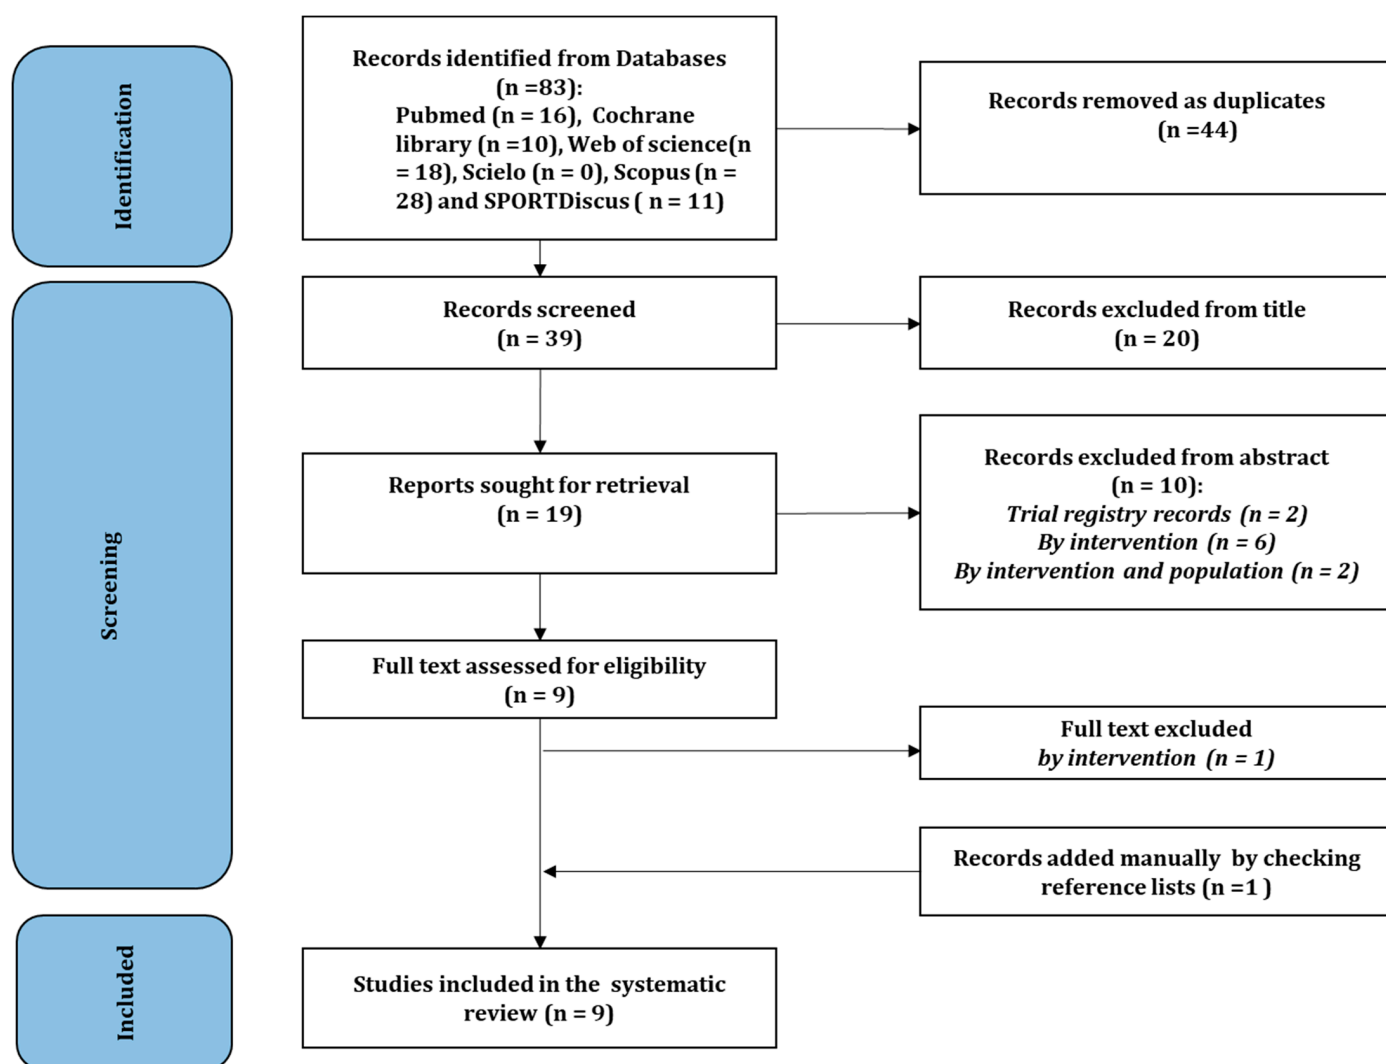 Identification
Records identified from Databases
(n =83):
Pubmed (n = 16), Cochrane
library (n =10), Web of science(n
= 18), Scielo (n = 0), Scopus (n =
28) and SPORTDiscus ( n = 11)
Records removed as duplicates
(n =44)
Screening
Records screened
(n = 39)
Records excluded from title
(n = 20)
Reports sought for retrieval
(n = 19)
Records excluded from abstract
(n = 10):
Trial registry records (n = 2)
By intervention (n = 6)
By intervention and population (n = 2)
Full text assessed for eligibility
(n = 9)
Full text excluded
by intervention (n = 1)
Records added manually by checking
reference lists (n =1 )
Included
Studies included in the systematic
review (n = 9)